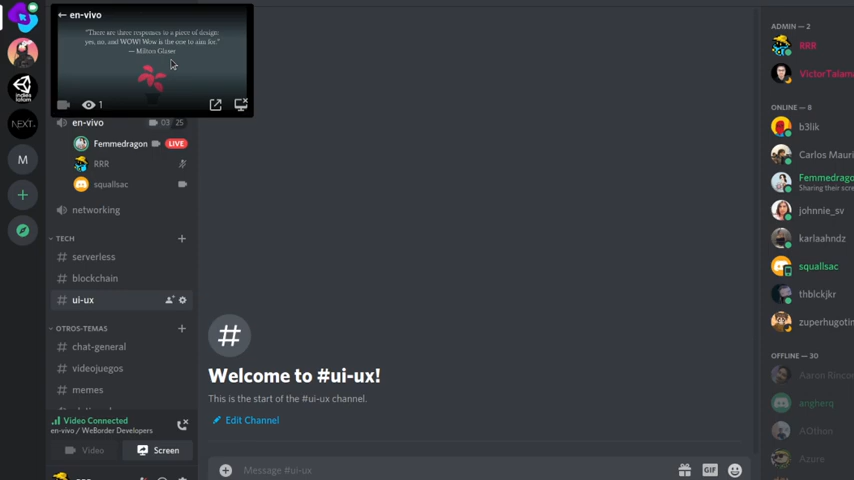 ← en-vivo
"There are three responses to a piece of design:
yes, no, and WOW! Wow is the one to aim for."
— Milton Glaser
1
en-vivo 03 25
Femmedragon LIVE
RRR
squallsac
networking
TECH
# serverless
# blockchain
# ui-ux
OTROS-TEMAS
# chat-general
# videojuegos
# memes
Video Connected
en-vivo / WeBorder Developers
Video Screen
indies
latam
NEXT
M
#
Welcome to #ui-ux!
This is the start of the #ui-ux channel.
Edit Channel
Message #ui-ux
GIF
ADMIN — 2
RRR
VictorTalam
ONLINE — 8
b3lik
Carlos Mauri
Femmedrago
Sharing their scre
johnnie_sv
karlaahndz
squallsac
thblckjkr
zuperhugotin
OFFLINE — 30
Aaron Rincon
angherq
AOthon
Azure